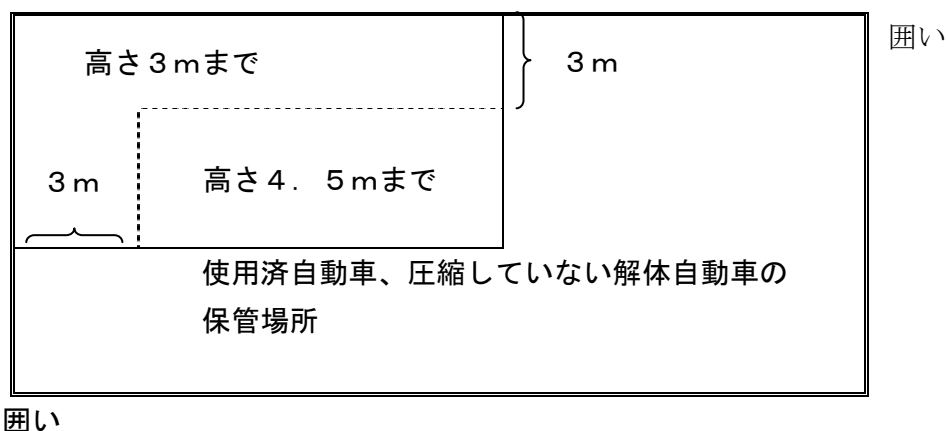 囲い
高さ３ｍまで
３ｍ
３ｍ
高さ４．５ｍまで
使用済自動車、圧縮していない解体自動車の
保管場所
囲い